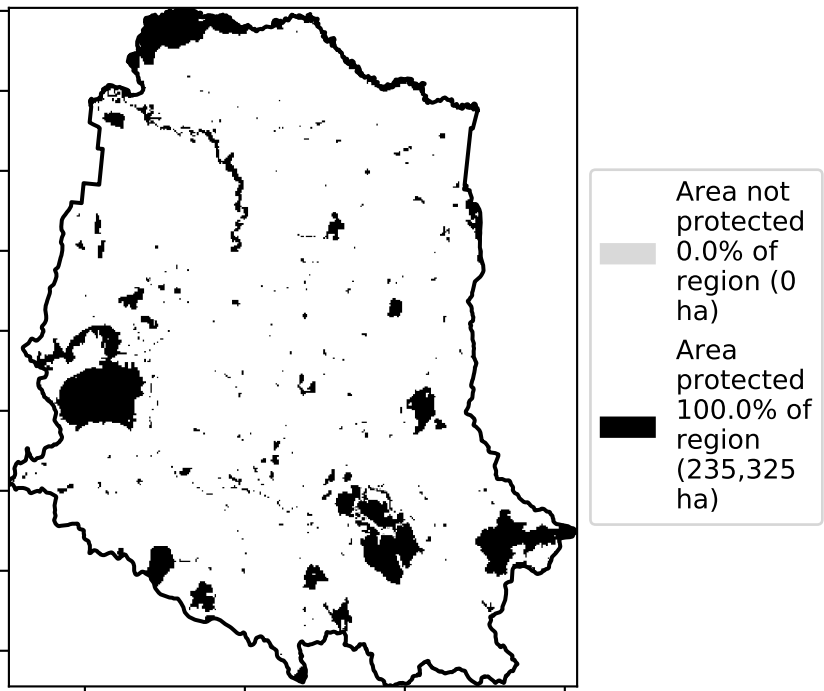 Area not
protected
0.0% of
region (0
ha)
Area
protected
100.0% of
region
(235,325
ha)